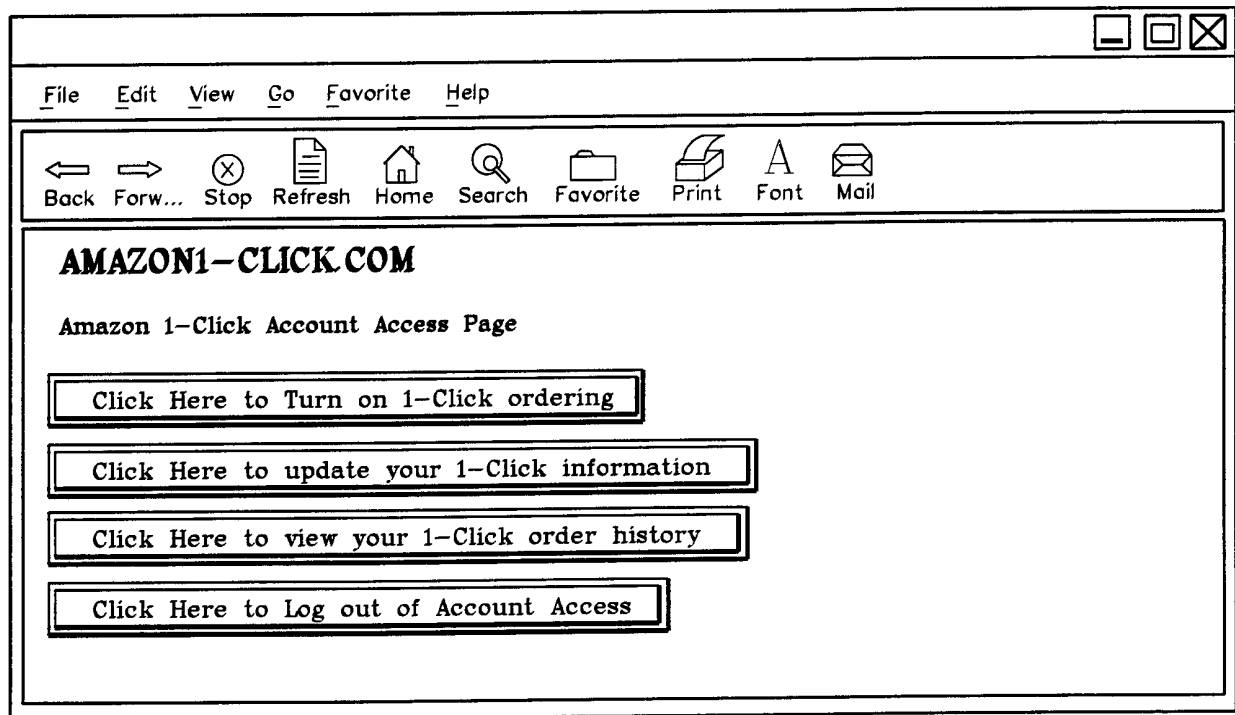 File Edit View Go Favorite Help
Back Forw... Stop Refresh Home Search Favorite Print Font Mail
AMAZON1-CLICK.COM
Amazon 1-Click Account Access Page
Click Here to Turn on 1-Click ordering
Click Here to update your 1-Click information
Click Here to view your 1-Click order history
Click Here to Log out of Account Access